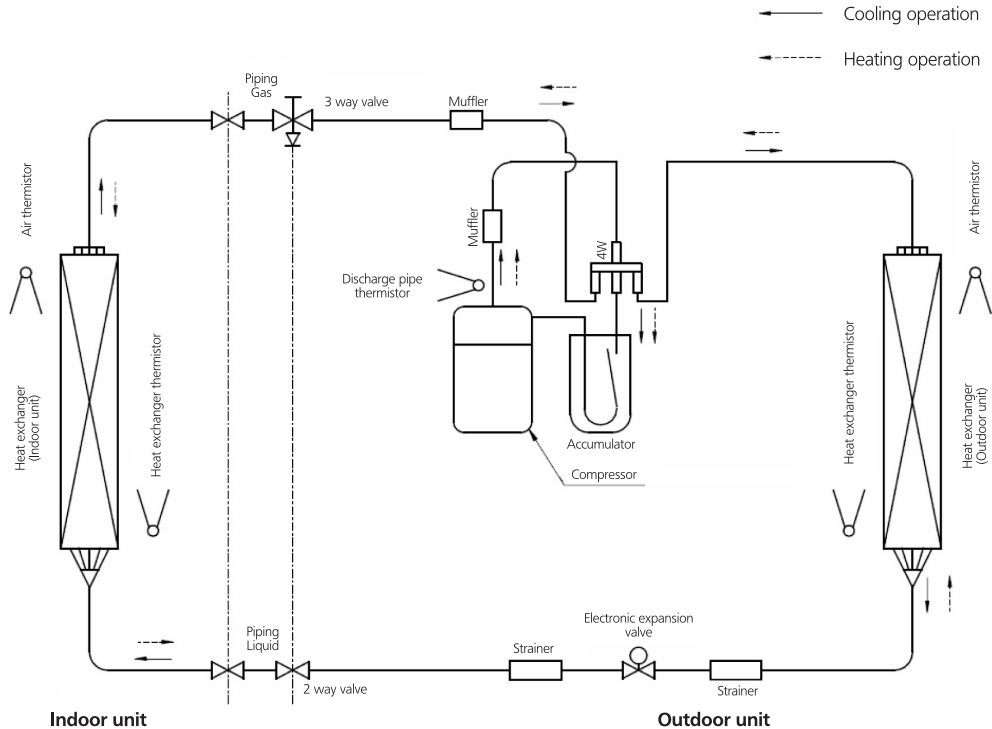 Cooling operation
Heating operation
Piping
Gas
3 way valve
Muffler
Air thermistor
Air thermistor
Muffler
4W
Discharge pipe
thermistor
Heat exchanger
(Indoor unit)
Heat exchanger thermistor
Accumulator
Compressor
Heat exchanger thermistor
Heat exchanger
(Outdoor unit)
Piping
Liquid
2 way valve
Strainer
Electronic expansion
valve
Strainer
Indoor unit
Outdoor unit